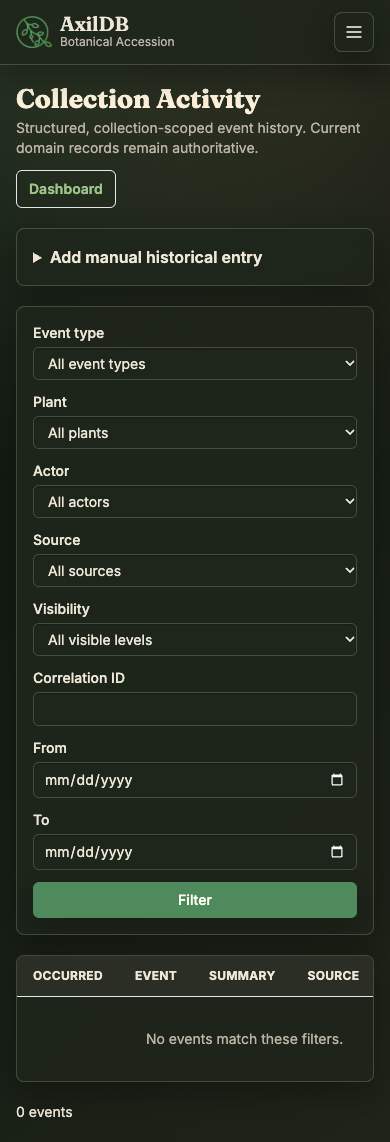 AxilDB
Botanical Accession
Collection Activity
Structured, collection-scoped event history. Current
domain records remain authoritative.
Dashboard
Add manual historical entry
Event type
All event types
Plant
All plants
Actor
All actors
Source
All sources
Visibility
All visible levels
Correlation ID
From
mm/dd/yyyy
To
mm/dd/yyyy
Filter
OCCURRED EVENT SUMMARY SOURCE
No events match these filters.
0 events